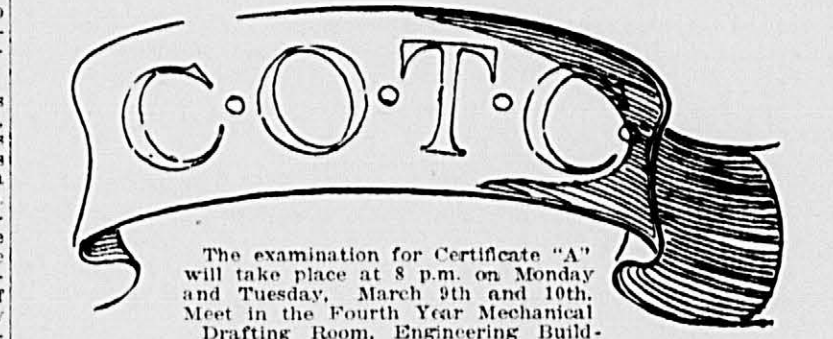 C.O.T.C.
The examination for Certificate "A"
will take place at 8 p.m. on Monday
and Tuesday, March 9th and 10th.
Meet in the Fourth Year Mechanical
Drafting Room, Engineering Build-